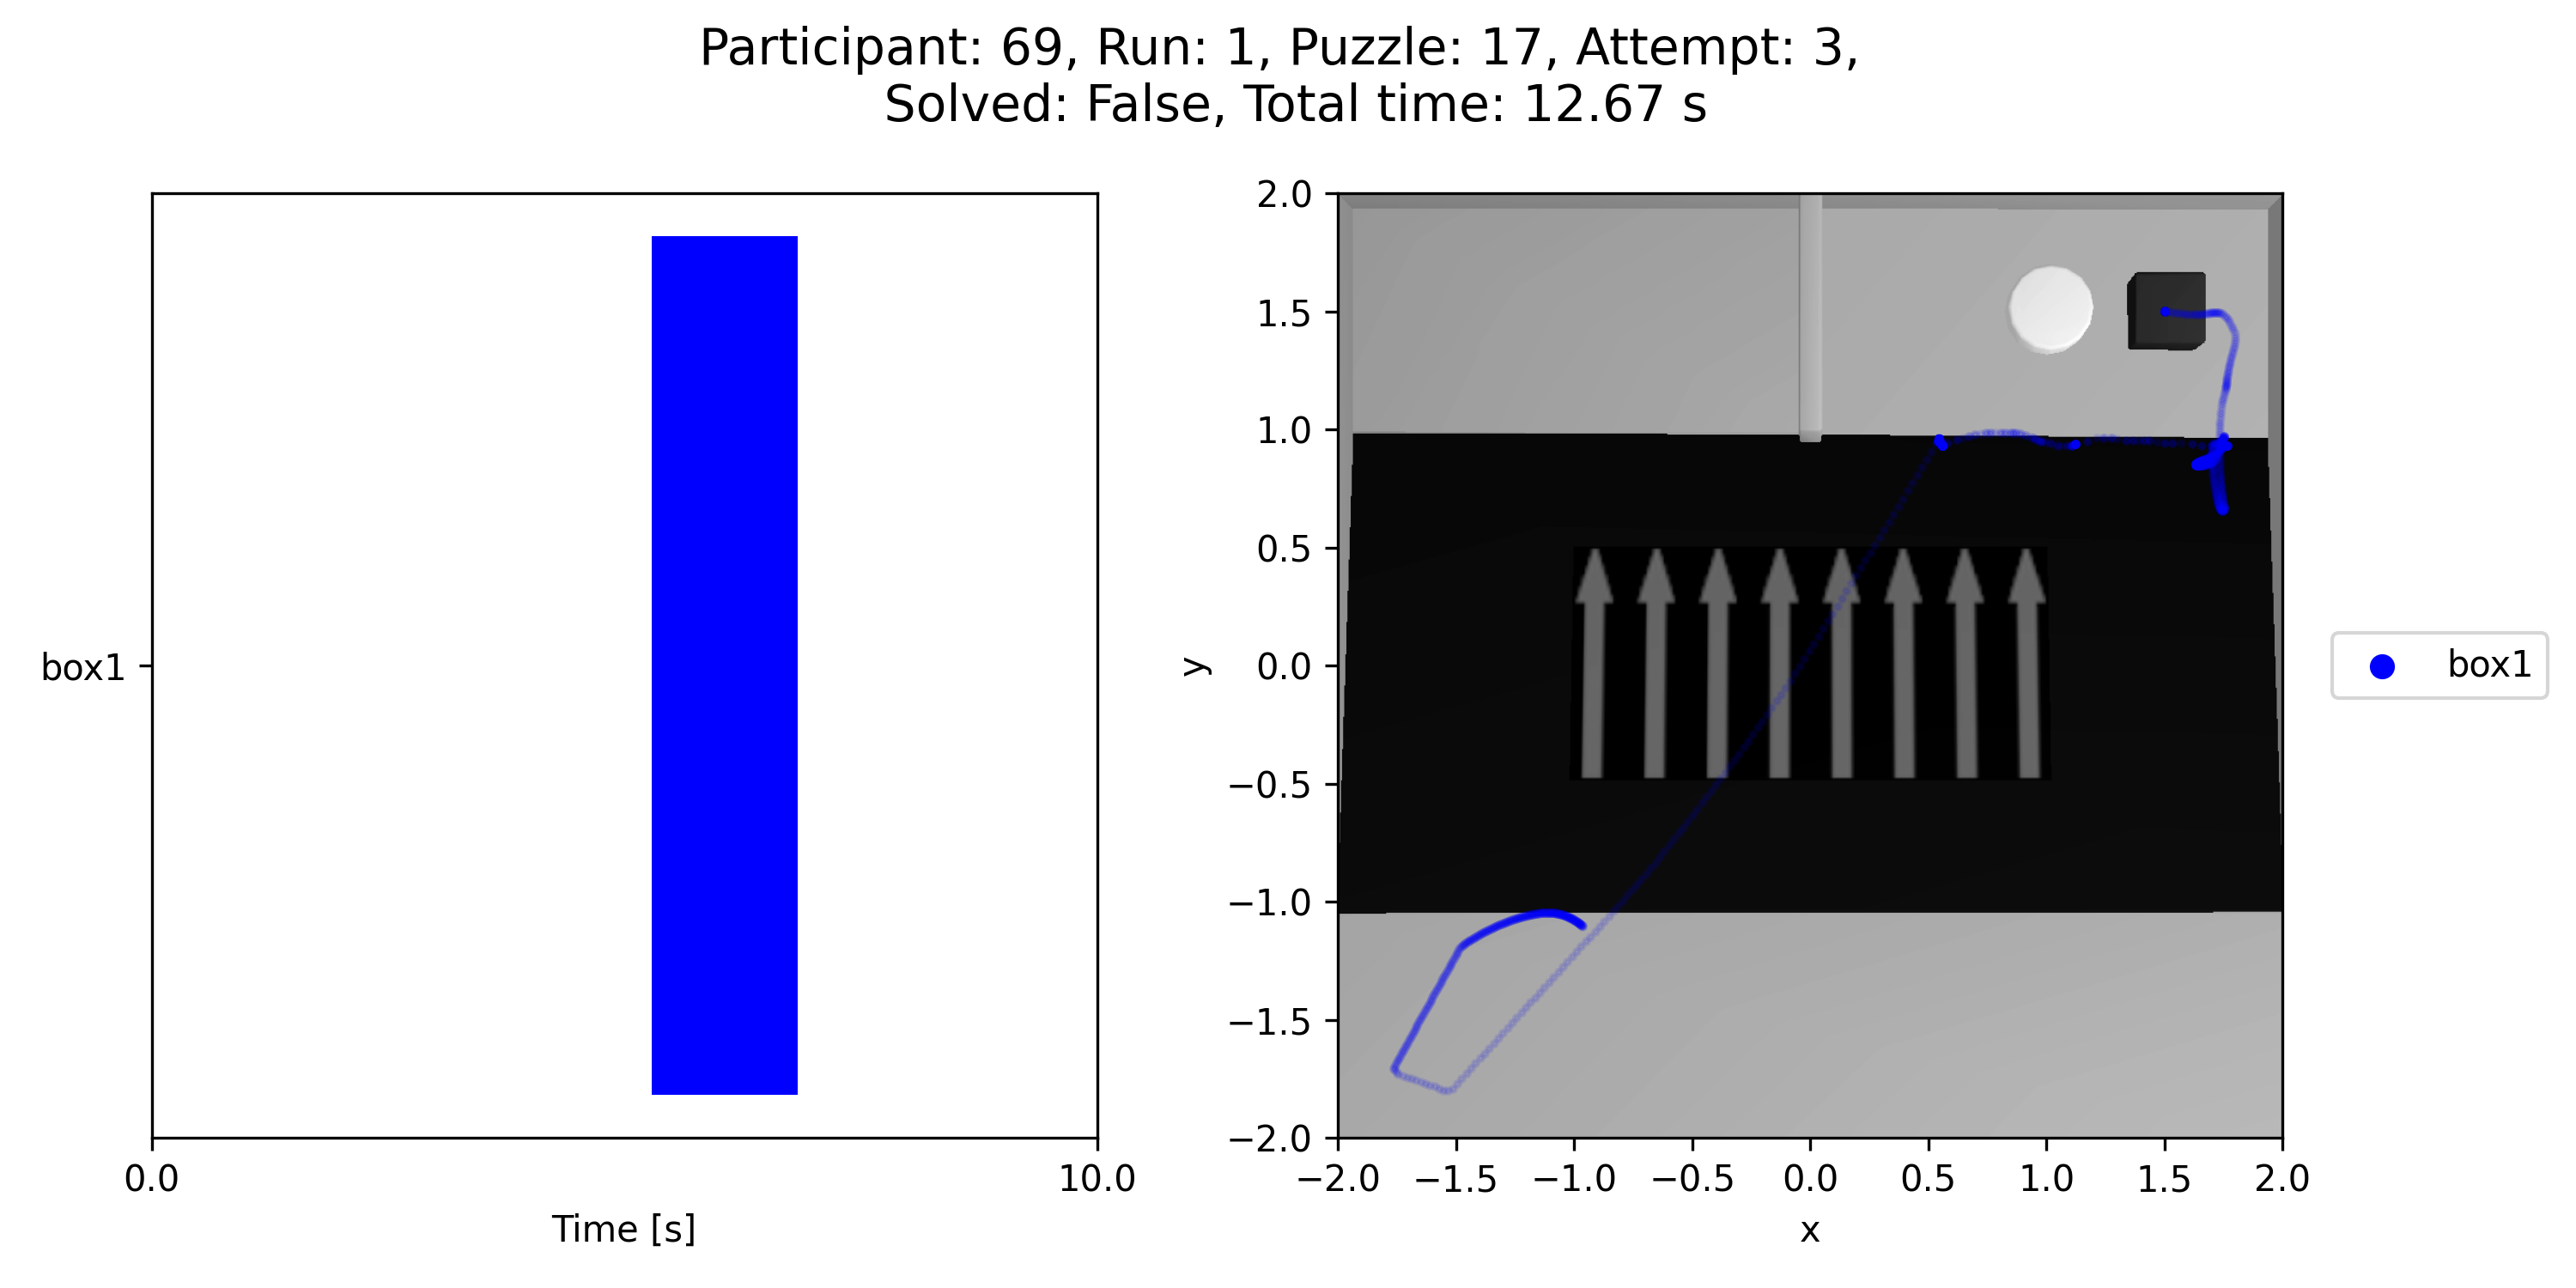 Participant: 69, Run: 1, Puzzle: 17, Attempt: 3,
Solved: False, Total time: 12.67 s
box1
0.0 10.0
Time [s]
2.0
1.5
1.0
0.5
0.0
−0.5
−1.0
−1.5
−2.0
y
−2.0 −1.5 −1.0 −0.5 0.0 0.5 1.0 1.5 2.0
x
box1